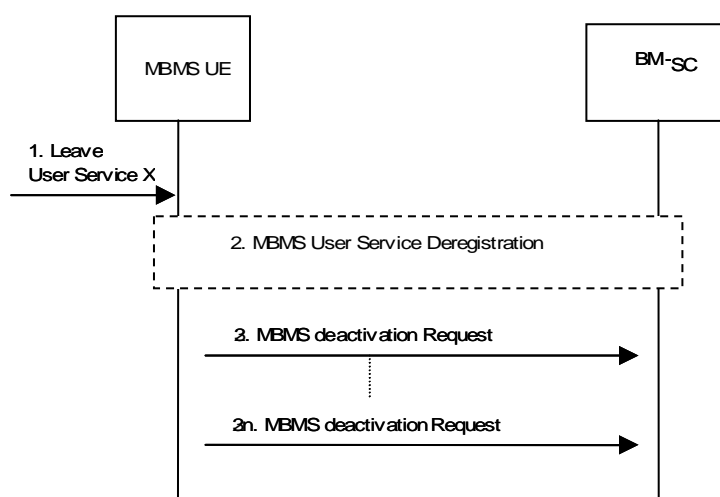 MBMS UE
BM-SC
1. Leave
User Service X
2. MBMS User Service Deregistration
3. MBMS deactivation Request
3n. MBMS deactivation Request